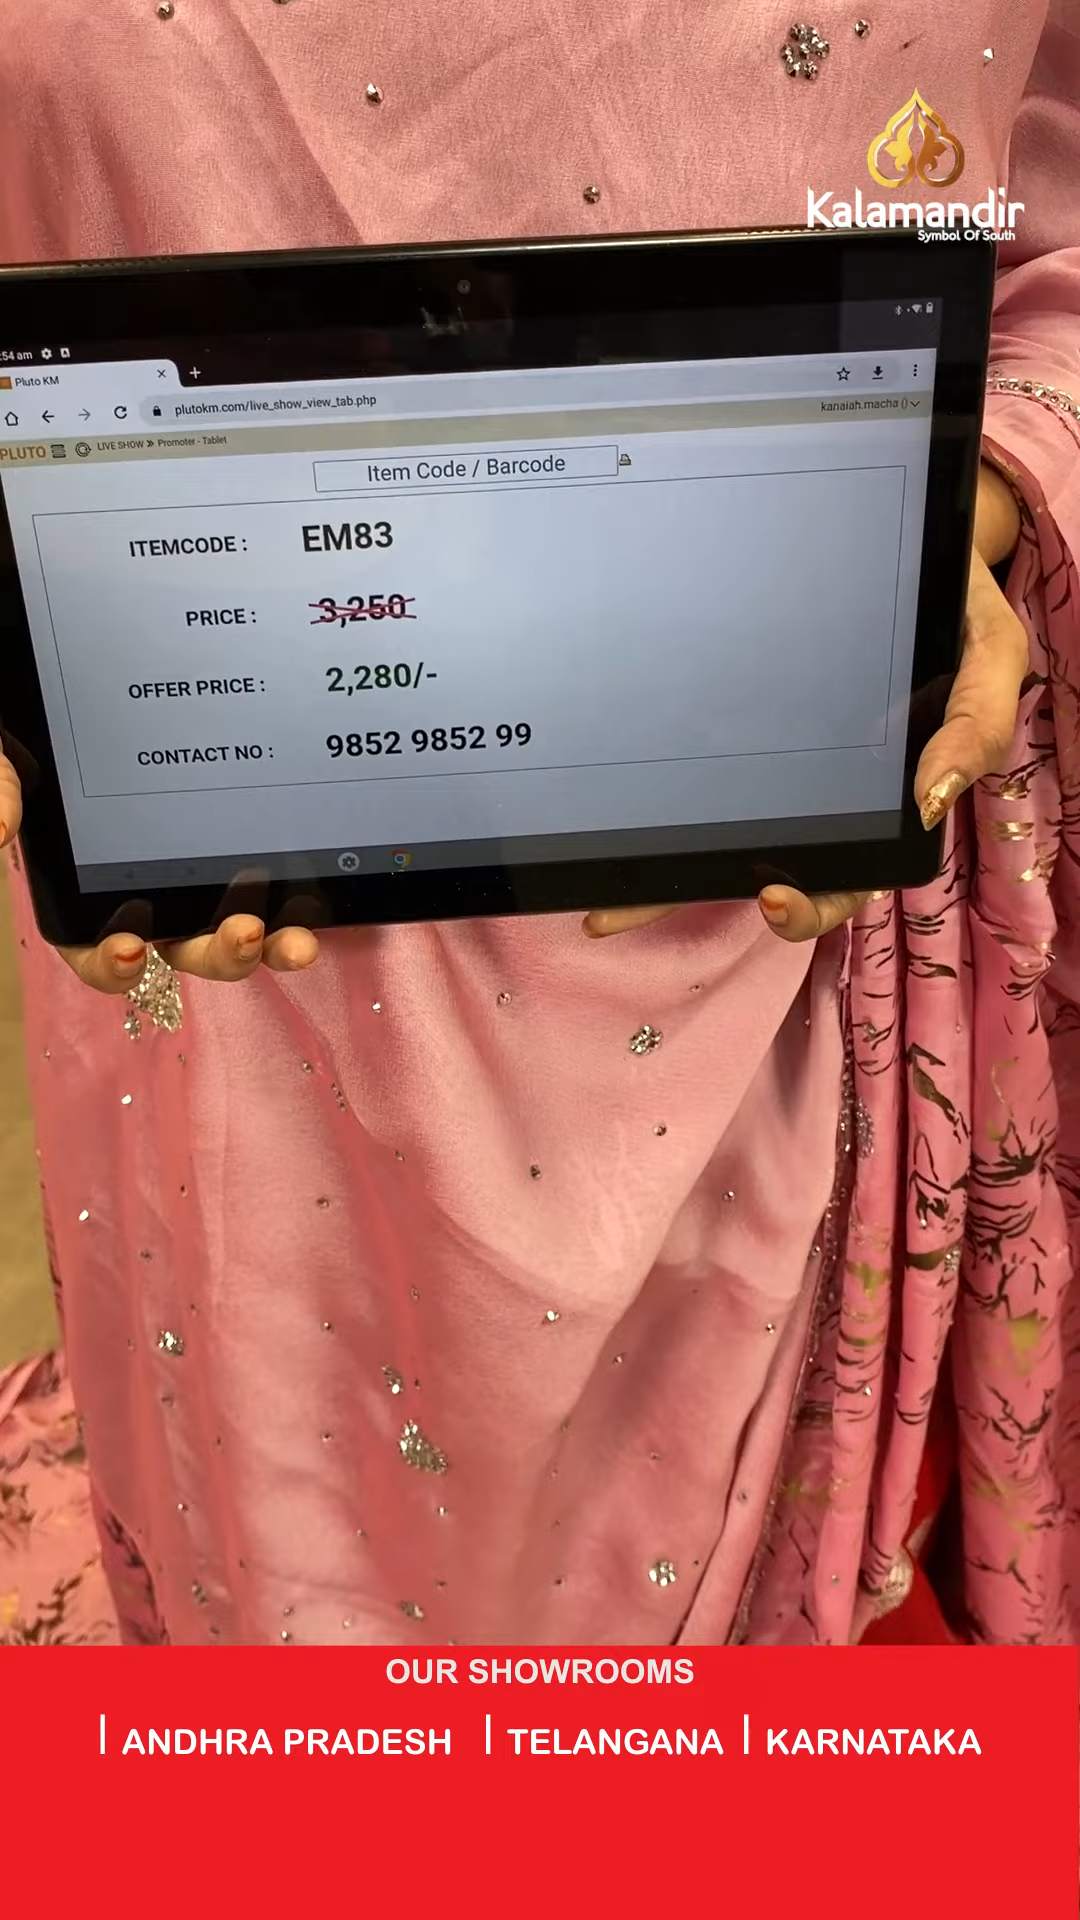 Kalamandir
Symbol Of South
:54 am
Pluto KM
plutokm.com/live_show_view_tab.php
kanaiah.macha ()
PLUTO
LIVE SHOW » Promoter - Tablet
Item Code / Barcode
ITEMCODE : EM83
PRICE : 3,250
OFFER PRICE : 2,280/-
CONTACT NO : 9852 9852 99
OUR SHOWROOMS
| ANDHRA PRADESH | TELANGANA | KARNATAKA